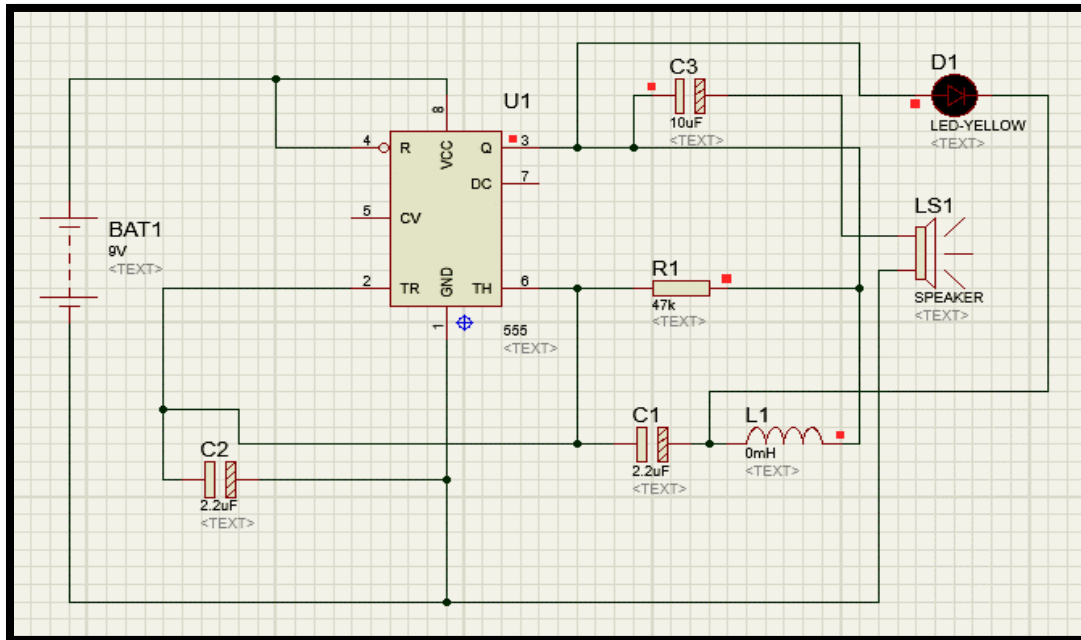 C3
10uF
<TEXT>
D1
LED-YELLOW
<TEXT>
U1
8
4
R
VCC
Q
3
DC
7
5
CV
BAT1
9V
<TEXT>
LS1
SPEAKER
<TEXT>
2
TR
GND
TH
6
R1
47k
<TEXT>
1
555
<TEXT>
C1
2.2uF
<TEXT>
L1
0mH
<TEXT>
C2
2.2uF
<TEXT>